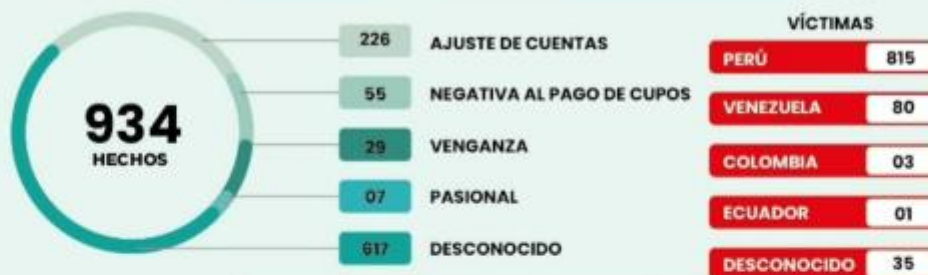 934
HECHOS
226 AJUSTE DE CUENTAS
55 NEGATIVA AL PAGO DE CUPOS
29 VENGANZA
07 PASIONAL
617 DESCONOCIDO
VÍCTIMAS
PERÚ 815
VENEZUELA 80
COLOMBIA 03
ECUADOR 01
DESCONOCIDO 35